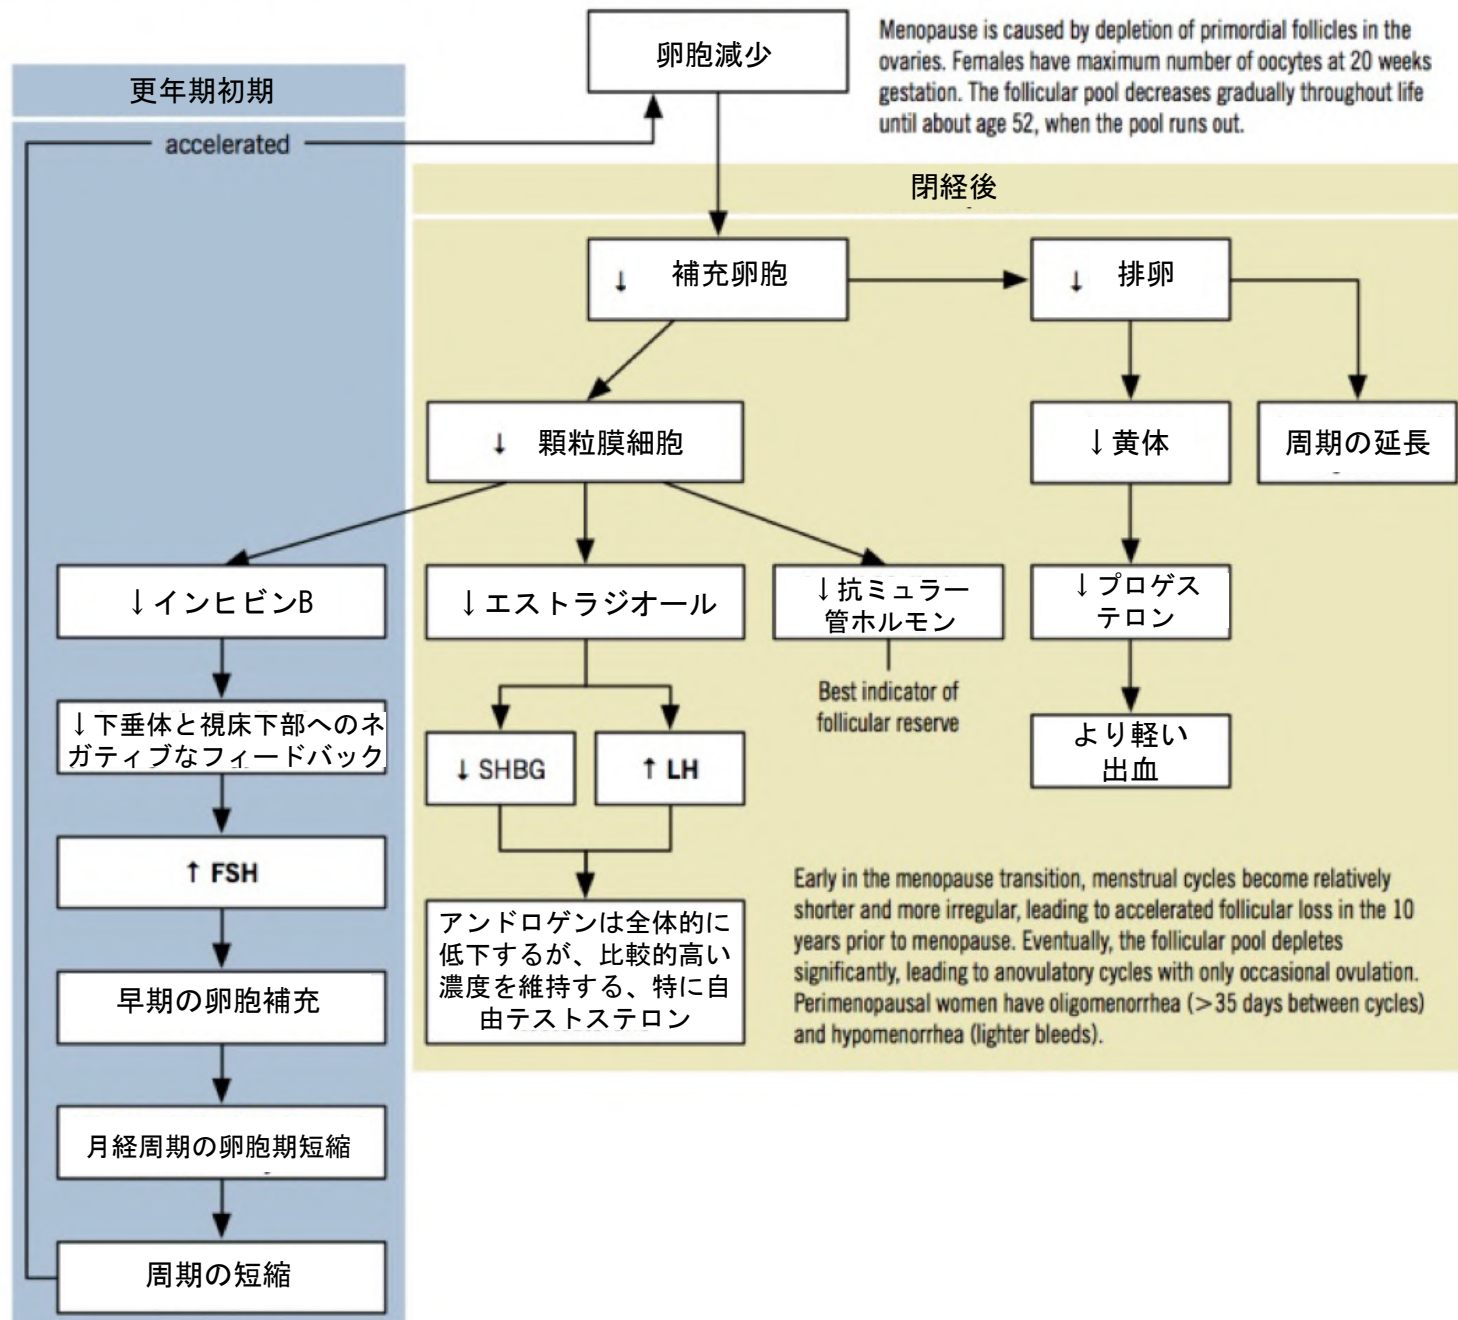 卵胞減少
Menopause is caused by depletion of primordial follicles in the
ovaries. Females have maximum number of oocytes at 20 weeks
gestation. The follicular pool decreases gradually throughout life
until about age 52, when the pool runs out.
更年期初期
accelerated
閉経後
↓ 補充卵胞
↓ 排卵
↓ 顆粒膜細胞
↓黄体
周期の延長
↓インヒビンB
↓エストラジオール
↓抗ミュラー
管ホルモン
↓プロゲス
テロン
Best indicator of
follicular reserve
↓下垂体と視床下部へのネ
ガティブなフィードバック
↓ SHBG
↑ LH
より軽い
出血
↑ FSH
アンドロゲンは全体的に
低下するが、比較的高い
濃度を維持する、特に自
由テストステロン
Early in the menopause transition, menstrual cycles become relatively
shorter and more irregular, leading to accelerated follicular loss in the 10
years prior to menopause. Eventually, the follicular pool depletes
significantly, leading to anovulatory cycles with only occasional ovulation.
Perimenopausal women have oligomenorrhea (>35 days between cycles)
and hypomenorrhea (lighter bleeds).
早期の卵胞補充
月経周期の卵胞期短縮
周期の短縮